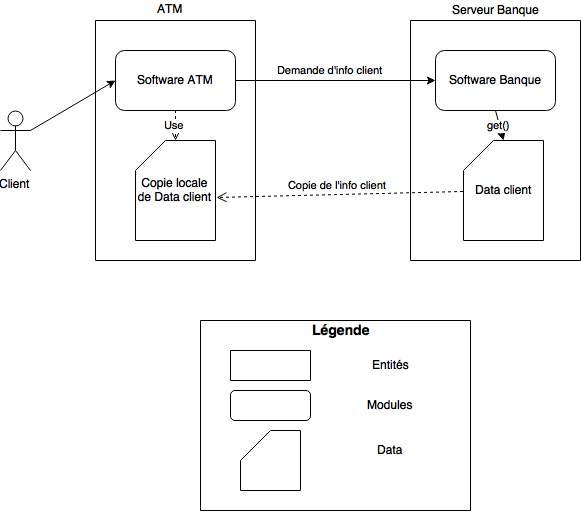 ATM
Serveur Banque
Software ATM
Demande d'info client
Software Banque
Use
get()
Client
Copie locale
de Data client
Copie de l'info client
Data client
Légende
Entités
Modules
Data